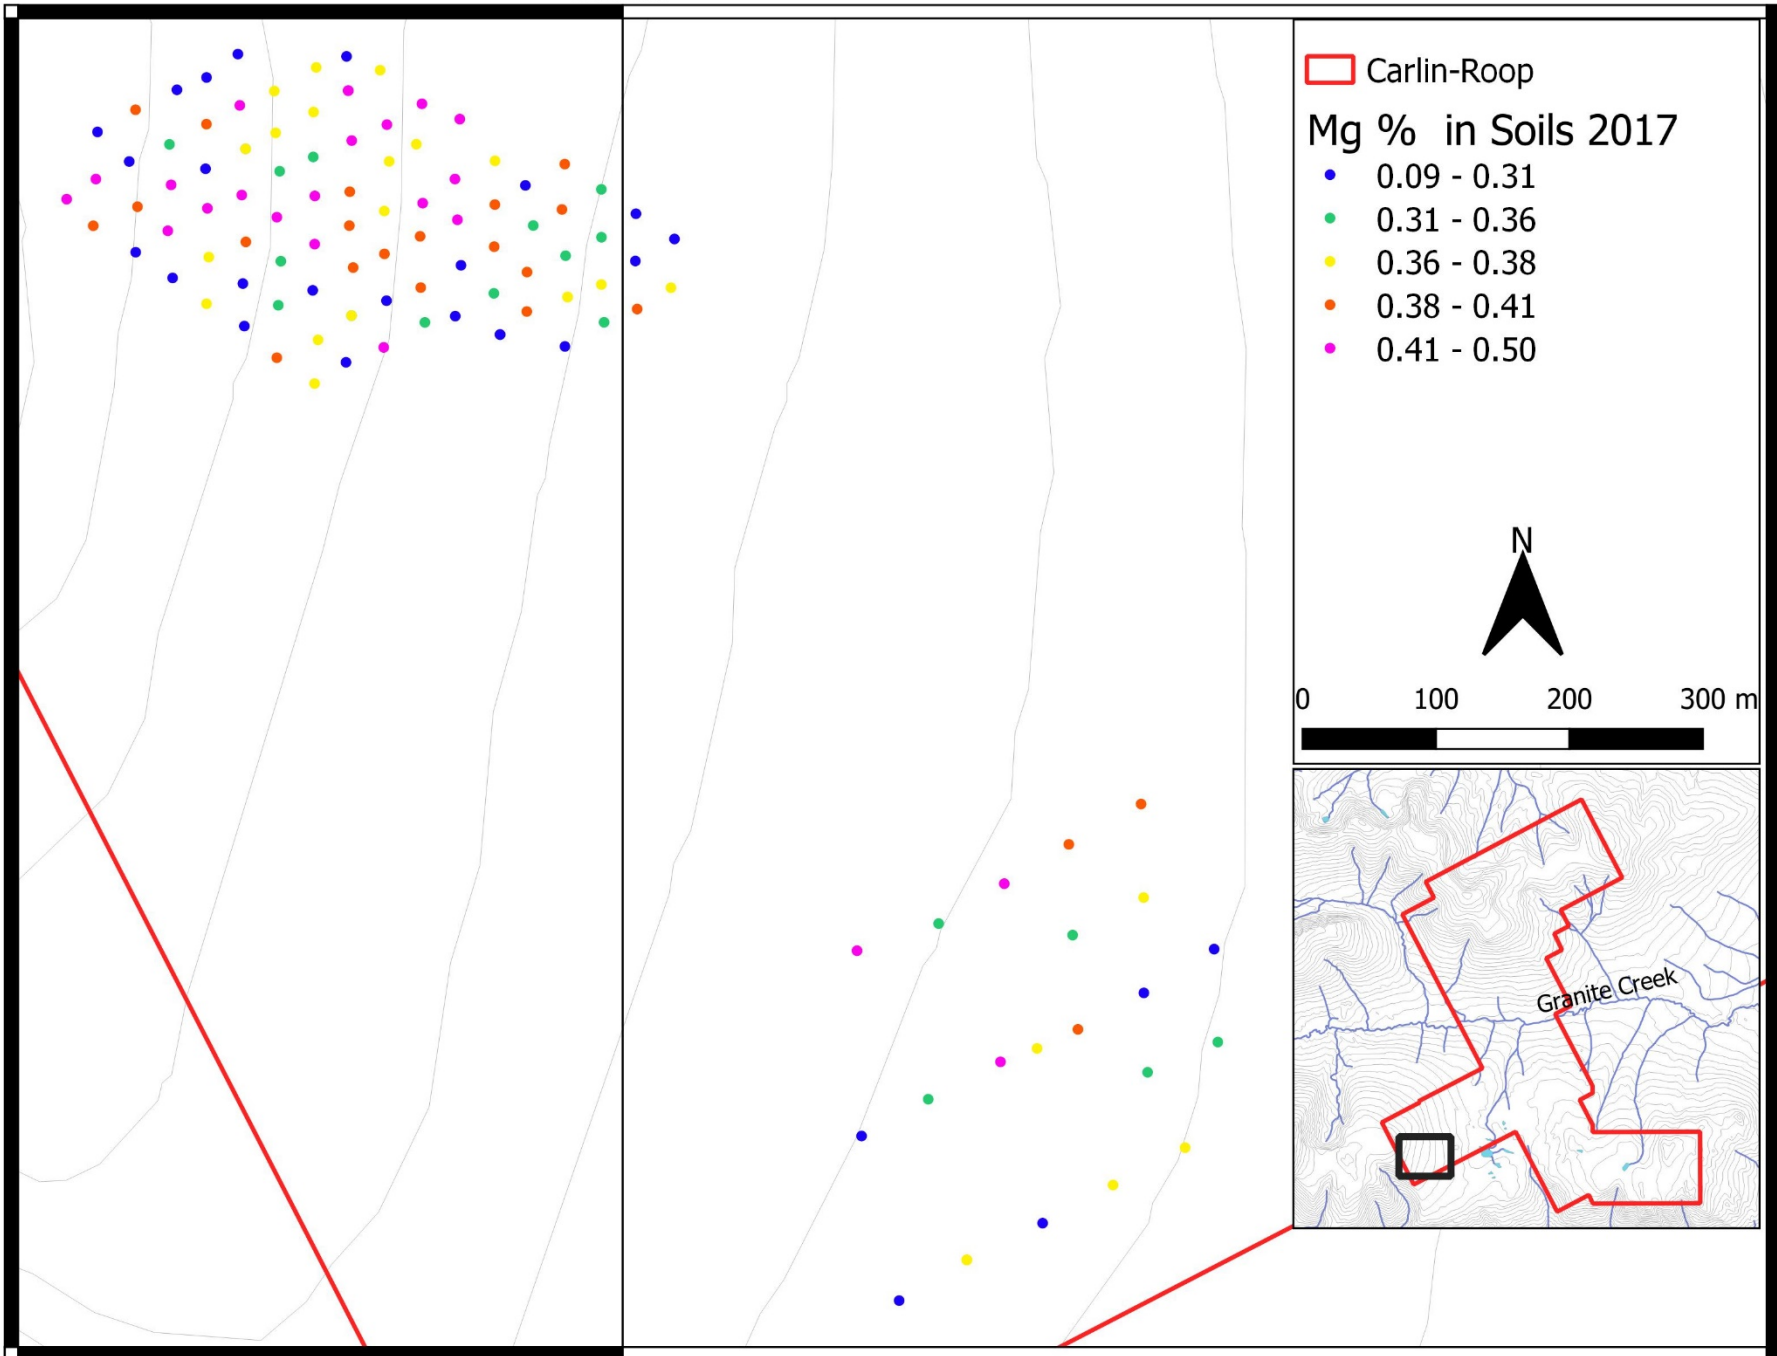 Carlin-Roop
Mg % in Soils 2017
0.09 - 0.31
0.31 - 0.36
0.36 - 0.38
0.38 - 0.41
0.41 - 0.50
N
0 100 200 300 m
Granite Creek